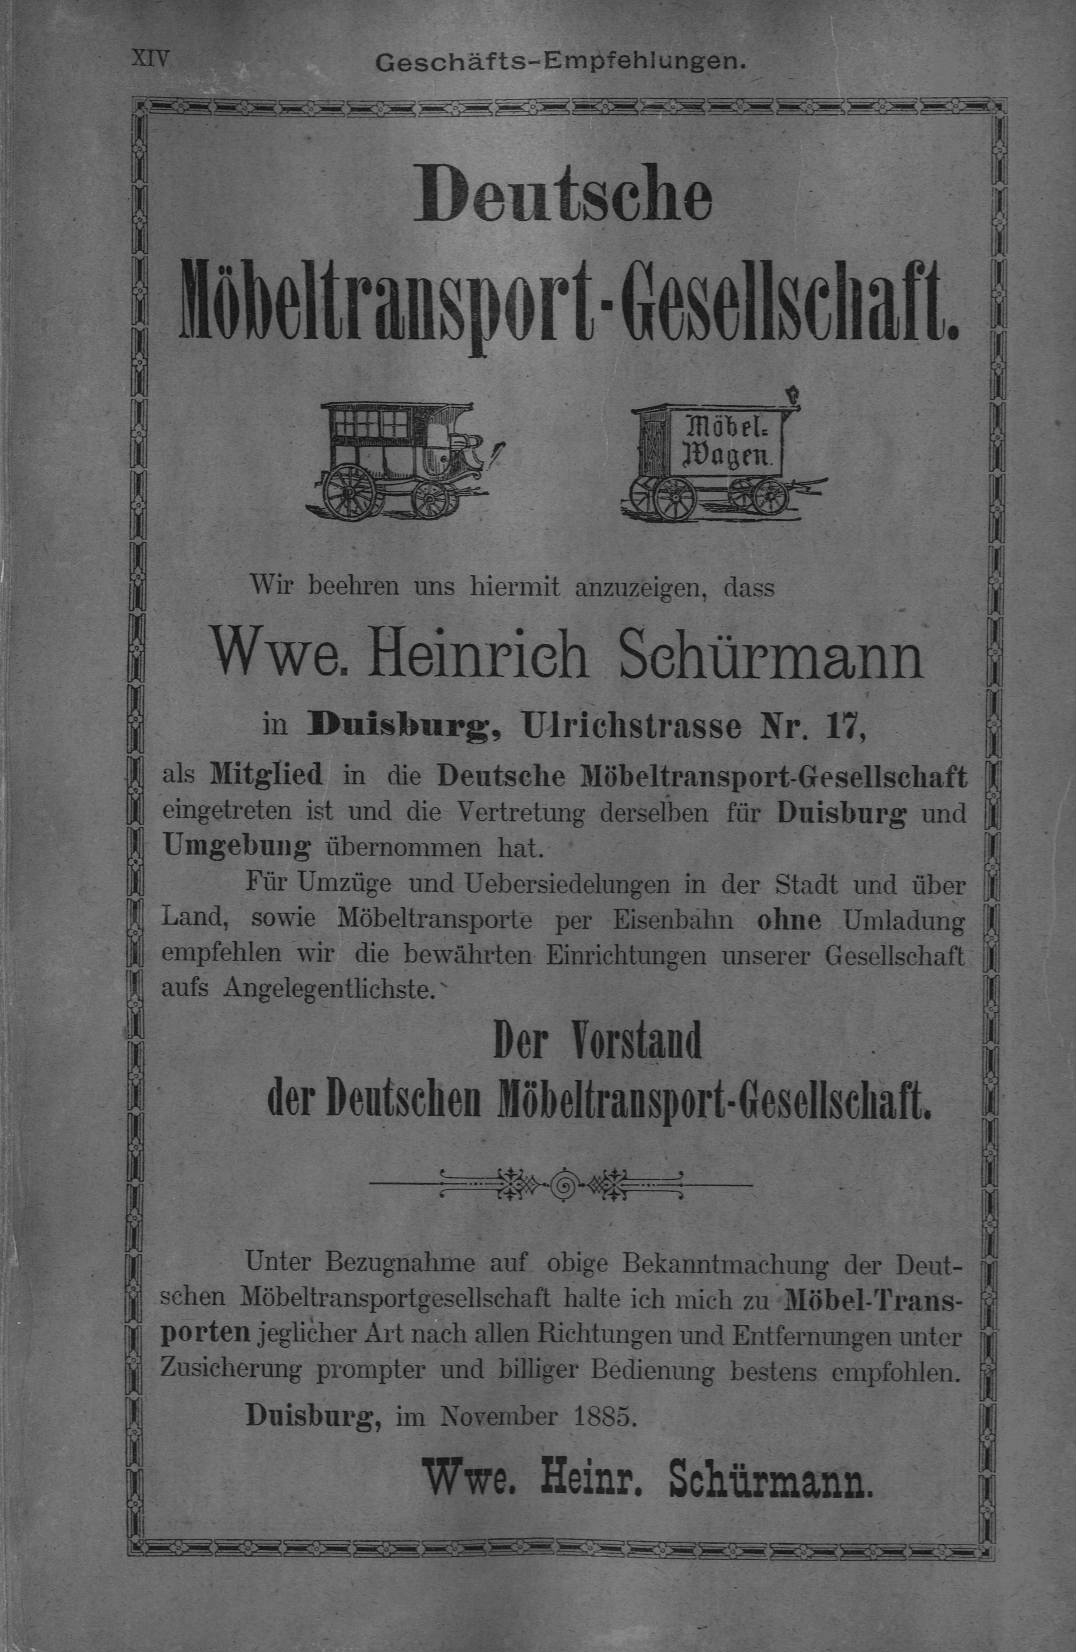 XIV
Geschäfts-Empfehlungen.
Deutsche
Möbeltransport-Gesellschaft.
Möbel-
Wagen.
Wir beehren uns hiermit anzuzeigen, dass
Wwe. Heinrich Schürmann
in Duisburg, Ulrichstrasse Nr. 17,
als Mitglied in die Deutsche Möbeltransport-Gesellschaft
eingetreten ist und die Vertretung derselben für Duisburg und
Umgebung übernommen hat.
Für Umzüge und Uebersiedelungen in der Stadt und über
Land, sowie Möbeltransporte per Eisenbahn ohne Umladung
empfehlen wir die bewährten Einrichtungen unserer Gesellschaft
aufs Angelegentlichste.
Der Vorstand
der Deutschen Möbeltransport-Gesellschaft.
Unter Bezugnahme auf obige Bekanntmachung der Deut-
schen Möbeltransportgesellschaft halte ich mich zu Möbel-Trans-
porten jeglicher Art nach allen Richtungen und Entfernungen unter
Zusicherung prompter und billiger Bedienung bestens empfohlen.
Duisburg, im November 1885.
Wwe. Heinr. Schürmann.